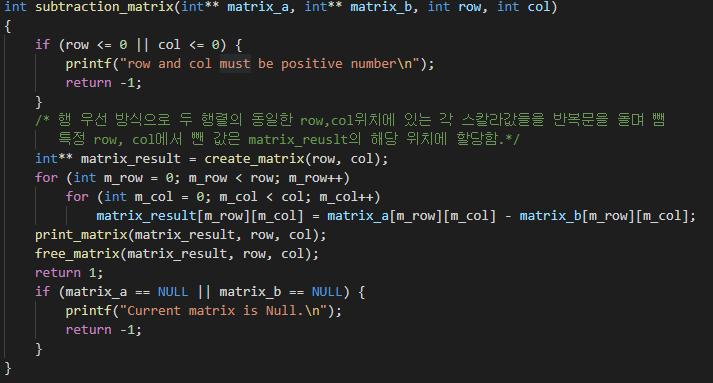 int subtraction_matrix(int** matrix_a, int** matrix_b, int row, int col)
{
    if (row <= 0 || col <= 0) {
        printf("row and col must be positive number\n");
        return -1;
    }
    /* 행 우선 방식으로 두 행렬의 동일한 row,col위치에 있는 각 스칼라값들을 반복문을 돌며 뺌
       특정 row, col에서 뺀 값은 matrix_reuslt의 해당 위치에 할당함.*/
    int** matrix_result = create_matrix(row, col);
    for (int m_row = 0; m_row < row; m_row++)
        for (int m_col = 0; m_col < col; m_col++)
            matrix_result[m_row][m_col] = matrix_a[m_row][m_col] - matrix_b[m_row][m_col];
    print_matrix(matrix_result, row, col);
    free_matrix(matrix_result, row, col);
    return 1;
    if (matrix_a == NULL || matrix_b == NULL) {
        printf("Current matrix is Null.\n");
        return -1;
    }
}